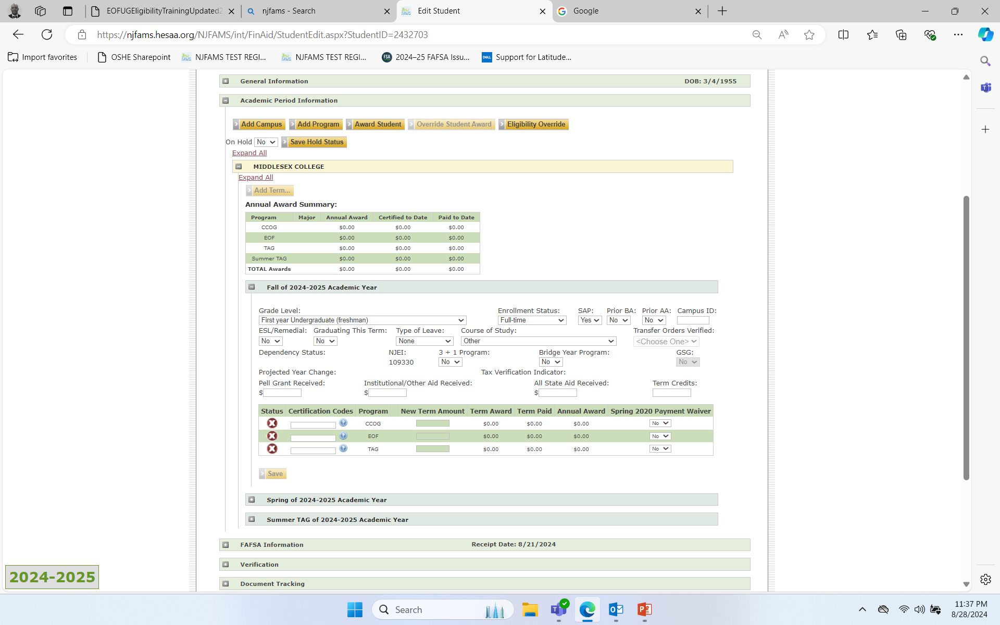 EOFUGEligibilityTrainingUpdated2
njfams - Search
Edit Student
Google
https://njfams.hesaa.org/NJFAMS/int/FinAid/StudentEdit.aspx?StudentID=2432703
Import favorites
OSHE Sharepoint
NJFAMS TEST REGI...
NJFAMS TEST REGI...
FSA
2024–25 FAFSA Issu...
DELL
Support for Latitude...
General Information
DOB: 3/4/1955
Academic Period Information
Add Campus
Add Program
Award Student
Override Student Award
Eligibility Override
On Hold No
Save Hold Status
Expand All
MIDDLESEX COLLEGE
Expand All
Add Term...
Annual Award Summary:
Program Major Annual Award Certified to Date Paid to Date
CCOG $0.00 $0.00 $0.00
EOF $0.00 $0.00 $0.00
TAG $0.00 $0.00 $0.00
Summer TAG $0.00 $0.00 $0.00
TOTAL Awards $0.00 $0.00 $0.00
Fall of 2024-2025 Academic Year
Grade Level: Enrollment Status: SAP: Prior BA: Prior AA: Campus ID:
First year Undergraduate (freshman) Full-time Yes No No
ESL/Remedial: Graduating This Term: Type of Leave: Course of Study: Transfer Orders Verified:
No No None Other <Choose One>
Dependency Status: NJEI: 3 + 1 Program: Bridge Year Program: GSG:
109330 No No No
Projected Year Change: Tax Verification Indicator:
Pell Grant Received: Institutional/Other Aid Received: All State Aid Received: Term Credits:
$ $ $
Status Certification Codes Program New Term Amount Term Award Term Paid Annual Award Spring 2020 Payment Waiver
CCOG $0.00 $0.00 $0.00 No
EOF $0.00 $0.00 $0.00 No
TAG $0.00 $0.00 $0.00 No
Save
Spring of 2024-2025 Academic Year
Summer TAG of 2024-2025 Academic Year
FAFSA Information
Receipt Date: 8/21/2024
Verification
Document Tracking
2024-2025
Search
11:37 PM
8/28/2024